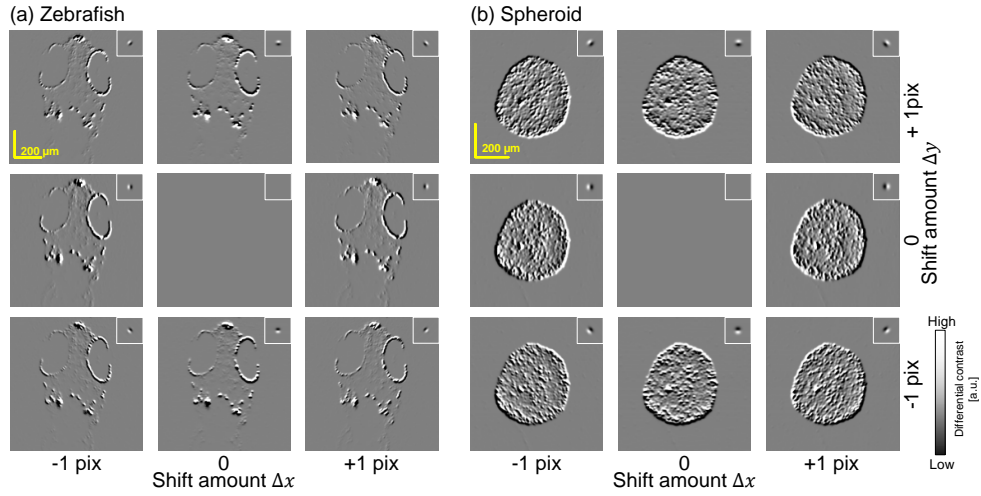 (a) Zebrafish
(b) Spheroid
200 µm
200 µm
+ 1pix
0
-1 pix
Shift amount Δy
-1 pix
0
+1 pix
Shift amount Δx
-1 pix
0
+1 pix
Shift amount Δx
High
Differential contrast
[a.u.]
Low